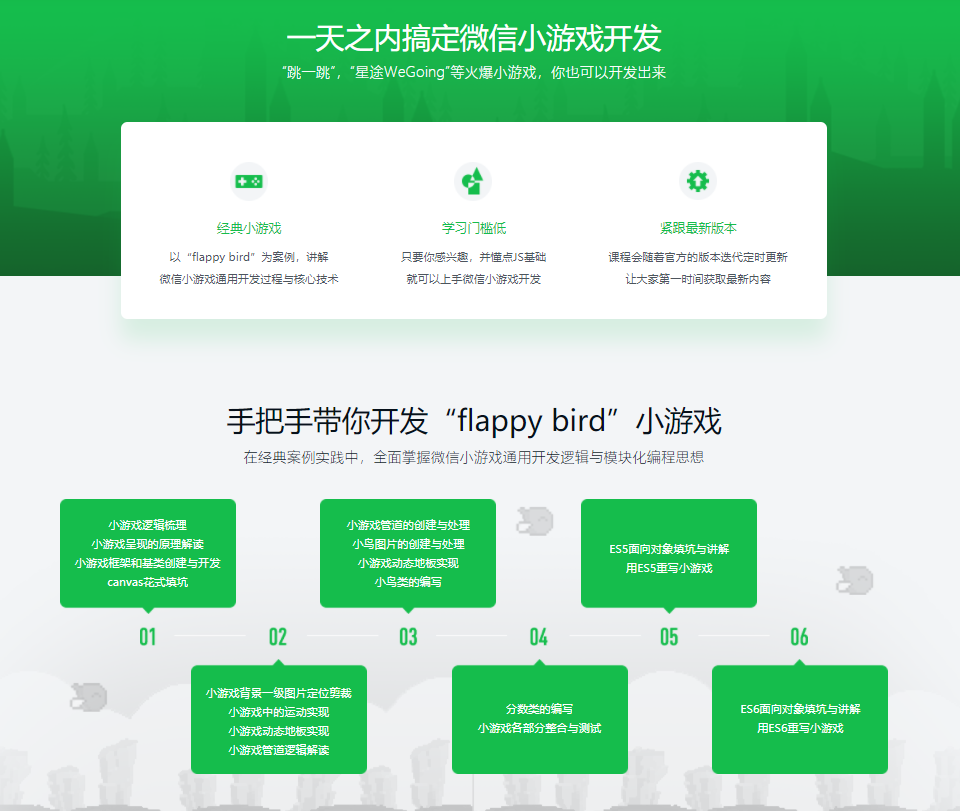 一天之内搞定微信小游戏开发
“跳一跳”，“星途WeGoing”等火爆小游戏，你也可以开发出来
经典小游戏
以“flappy bird”为案例，讲解
微信小游戏通用开发过程与核心技术
学习门槛低
只要你感兴趣，并懂点JS基础
就可以上手微信小游戏开发
紧跟最新版本
课程会随着官方的版本迭代定时更新
让大家第一时间获取最新内容
手把手带你开发“flappy bird”小游戏
在经典案例实践中，全面掌握微信小游戏通用开发逻辑与模块化编程思想
小游戏逻辑梳理
小游戏呈现的原理解读
小游戏框架和基类创建与开发
canvas花式填坑
01
02
小游戏背景一级图片定位剪裁
小游戏中的运动实现
小游戏动态地板实现
小游戏管道逻辑解读
小游戏管道的创建与处理
小鸟图片的创建与处理
小游戏动态地板实现
小鸟类的编写
03
04
分数类的编写
小游戏各部分整合与测试
ES5面向对象填坑与讲解
用ES5重写小游戏
05
06
ES6面向对象填坑与讲解
用ES6重写小游戏